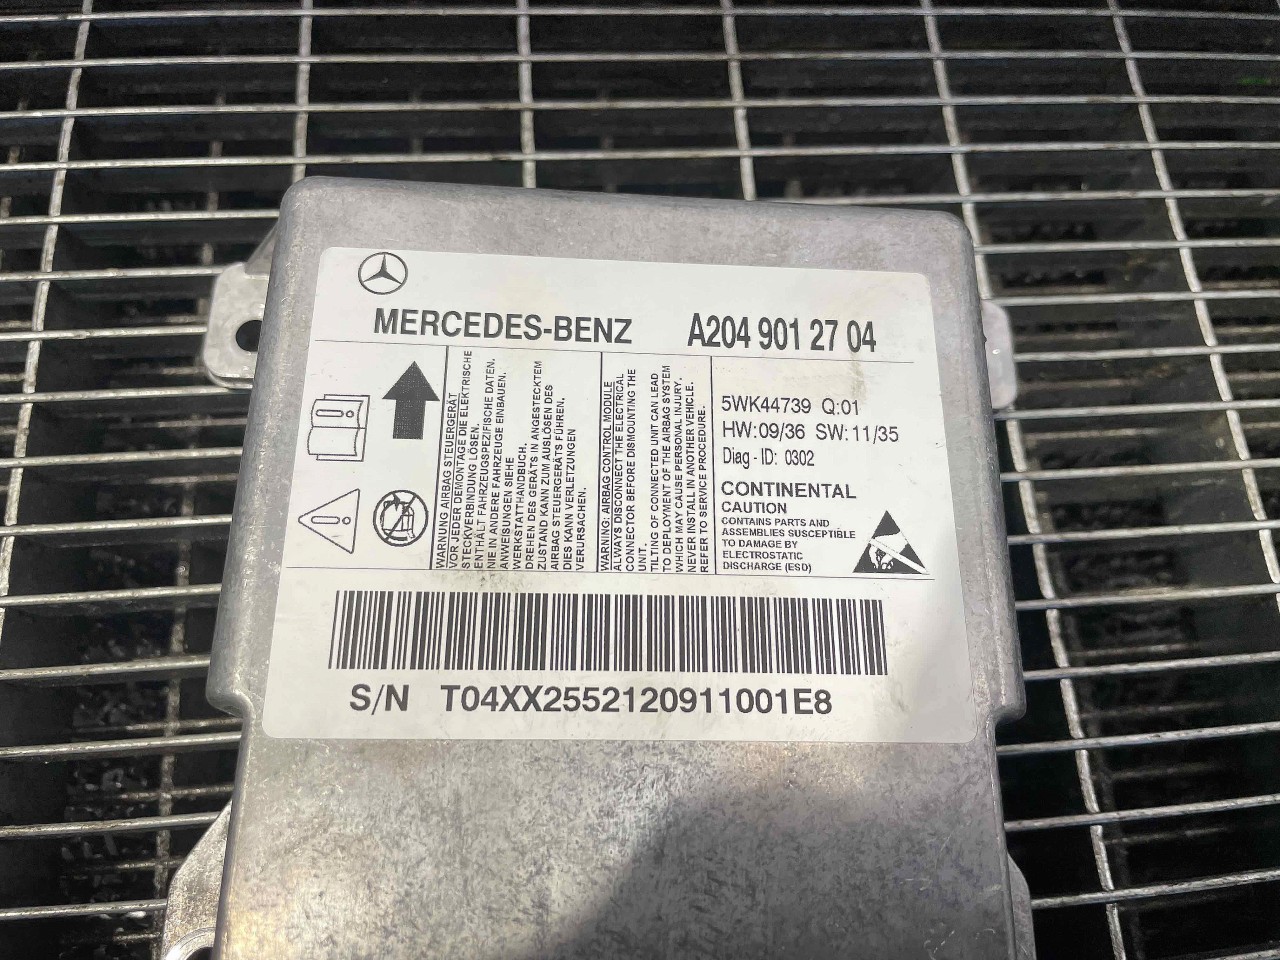 MERCEDES-BENZ A204 901 27 04
WARNUNG AIRBAG STEUERGERÄT
VOR JEDER DEMONTAGE DIE ELEKTRISCHE
STECKVERBINDUNG LÖSEN.
ENTHÄLT FAHRZEUGSPEZIFISCHE DATEN.
NIE IN ANDERE FAHRZEUGE EINBAUEN.
ANWEISUNGEN SIEHE
WERKSTATTHANDBUCH.
DREHEN DES GERÄTS IN ANGESTECKTEM
ZUSTAND KANN ZUM AUSLÖSEN DES
AIRBAG STEUERGERÄTS FÜHREN.
DIES KANN VERLETZUNGEN
VERURSACHEN.
WARNING: AIRBAG CONTROL MODULE
ALWAYS DISCONNECT THE ELECTRICAL
CONNECTOR BEFORE DISMOUNTING THE
UNIT.
TILTING OF CONNECTED UNIT CAN LEAD
TO DEPLOYMENT OF THE AIRBAG SYSTEM
WHICH MAY CAUSE PERSONAL INJURY.
NEVER INSTALL IN ANOTHER VEHICLE.
REFER TO SERVICE PROCEDURE.
5WK44739 Q:01
HW:09/36 SW:11/35
Diag - ID: 0302
CONTINENTAL
CAUTION
CONTAINS PARTS AND
ASSEMBLIES SUSCEPTIBLE
TO DAMAGE BY
ELECTROSTATIC
DISCHARGE (ESD)
S/N T04XX2552120911001E8